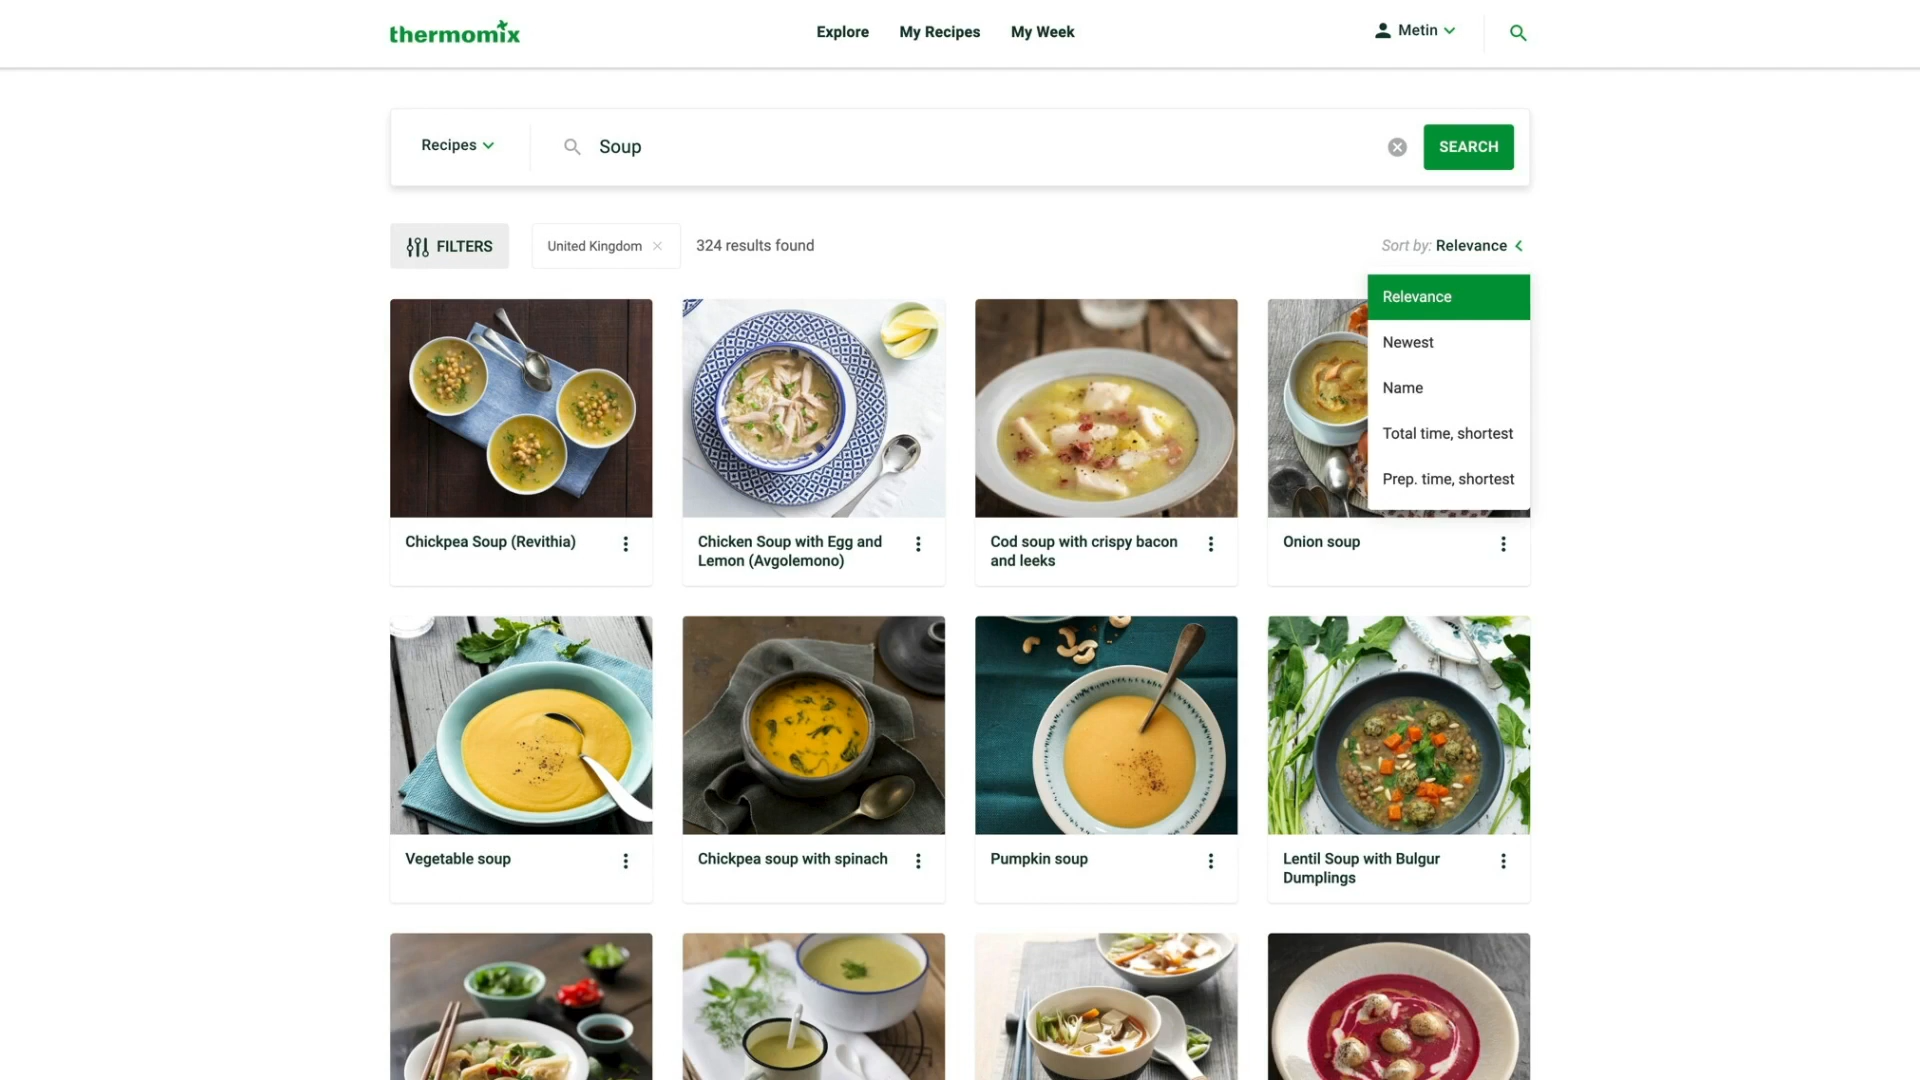 thermomix
Explore
My Recipes
My Week
Metin
Recipes
Soup
SEARCH
FILTERS
United Kingdom
324 results found
Sort by: Relevance
Relevance
Newest
Name
Total time, shortest
Prep. time, shortest
Chickpea Soup (Revithia)
Chicken Soup with Egg and
Lemon (Avgolemono)
Cod soup with crispy bacon
and leeks
Onion soup
Vegetable soup
Chickpea soup with spinach
Pumpkin soup
Lentil Soup with Bulgur
Dumplings